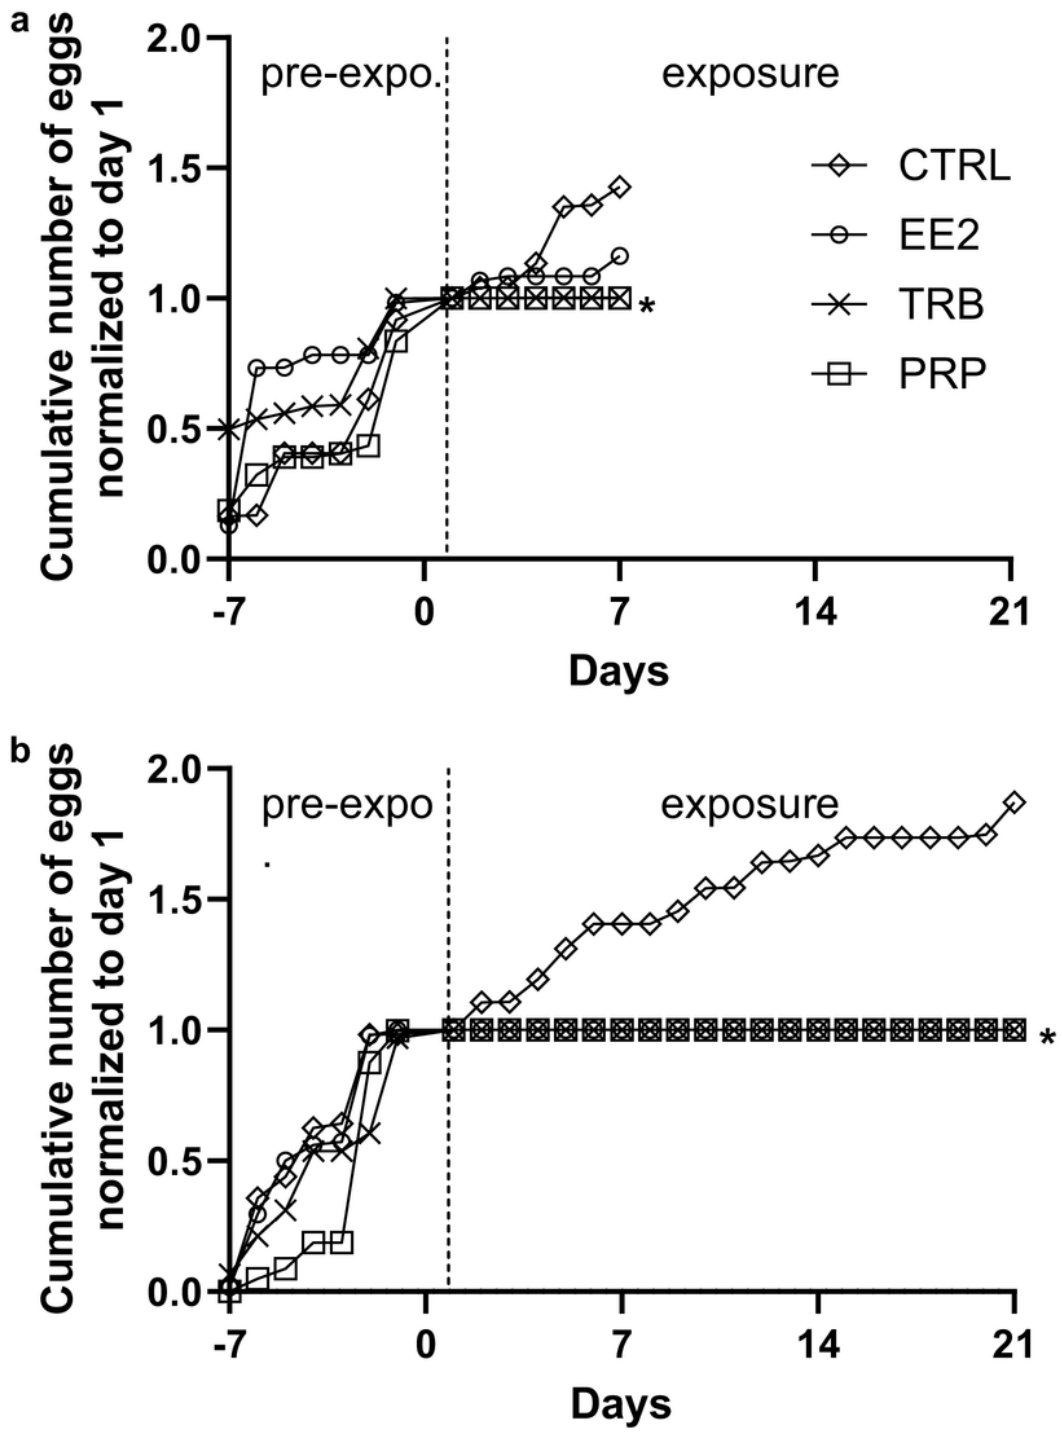 a
Cumulative number of eggs
normalized to day 1
2.0
1.5
1.0
0.5
0.0
pre-expo.
exposure
CTRL
EE2
TRB
PRP
*
-7 0 7 14 21
Days
b
Cumulative number of eggs
normalized to day 1
2.0
1.5
1.0
0.5
0.0
pre-expo
.
exposure
*
-7 0 7 14 21
Days